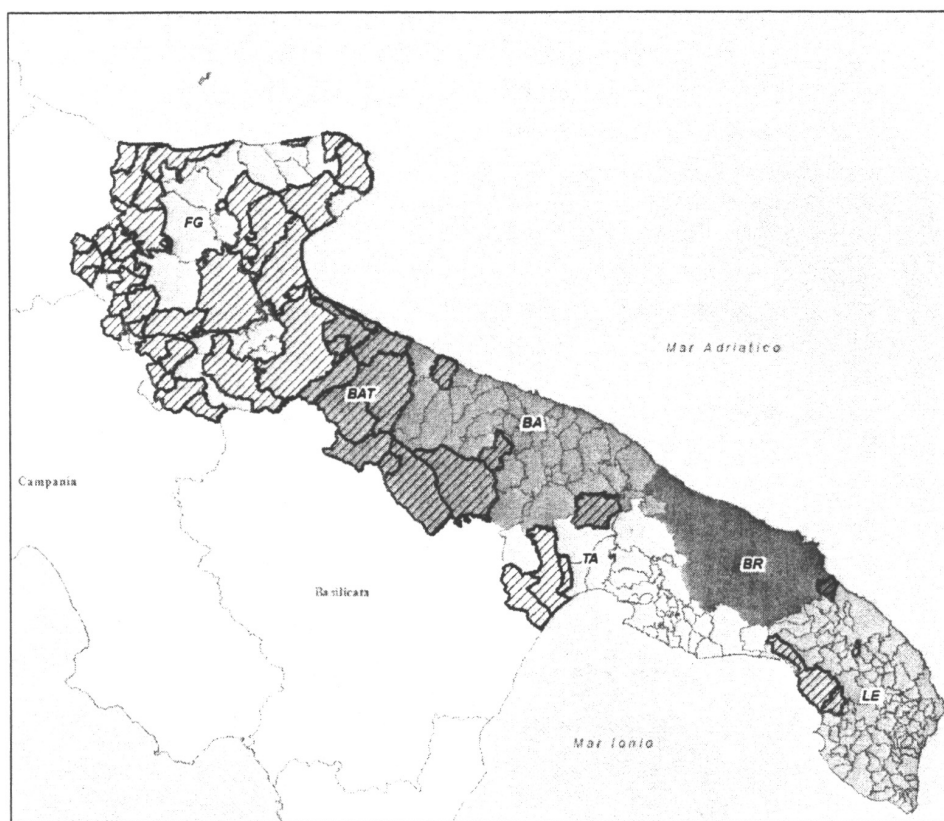 FG
Mar Adriatico
BAT
BA
Campania
TA
BR
Basilicata
LE
Mar Ionio